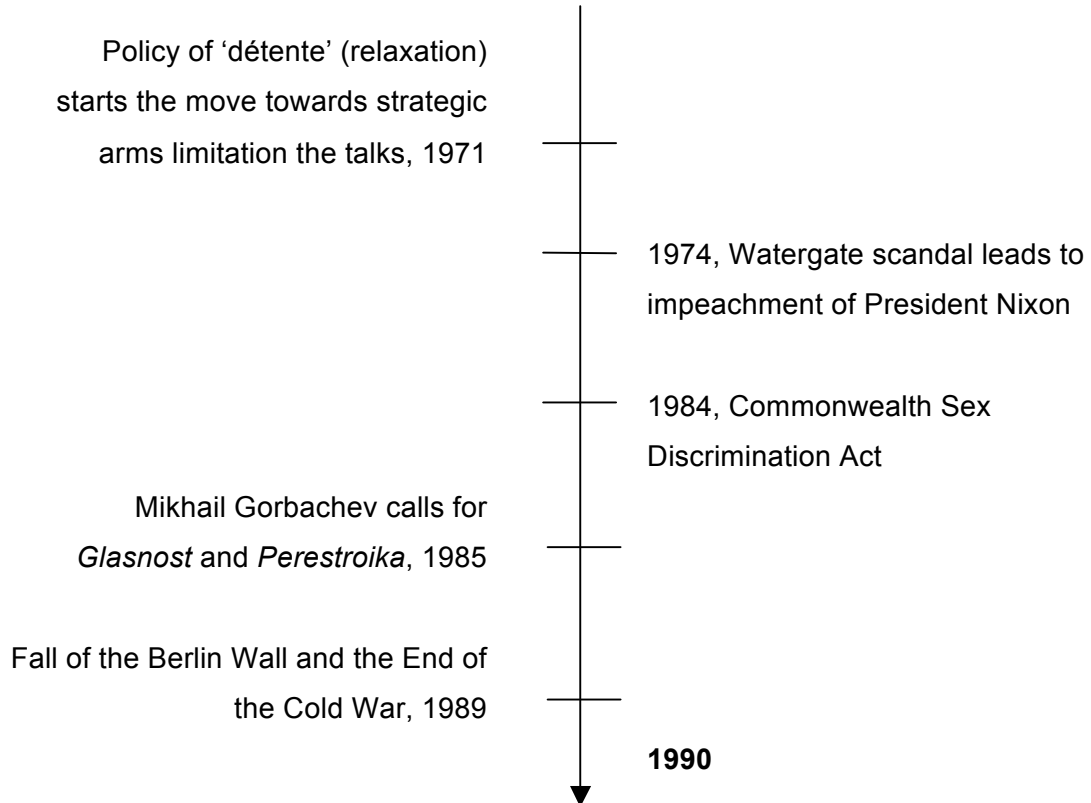 Policy of ‘détente’ (relaxation)
starts the move towards strategic
arms limitation the talks, 1971
1974, Watergate scandal leads to
impeachment of President Nixon
1984, Commonwealth Sex
Discrimination Act
Mikhail Gorbachev calls for
Glasnost and Perestroika, 1985
Fall of the Berlin Wall and the End of
the Cold War, 1989
1990